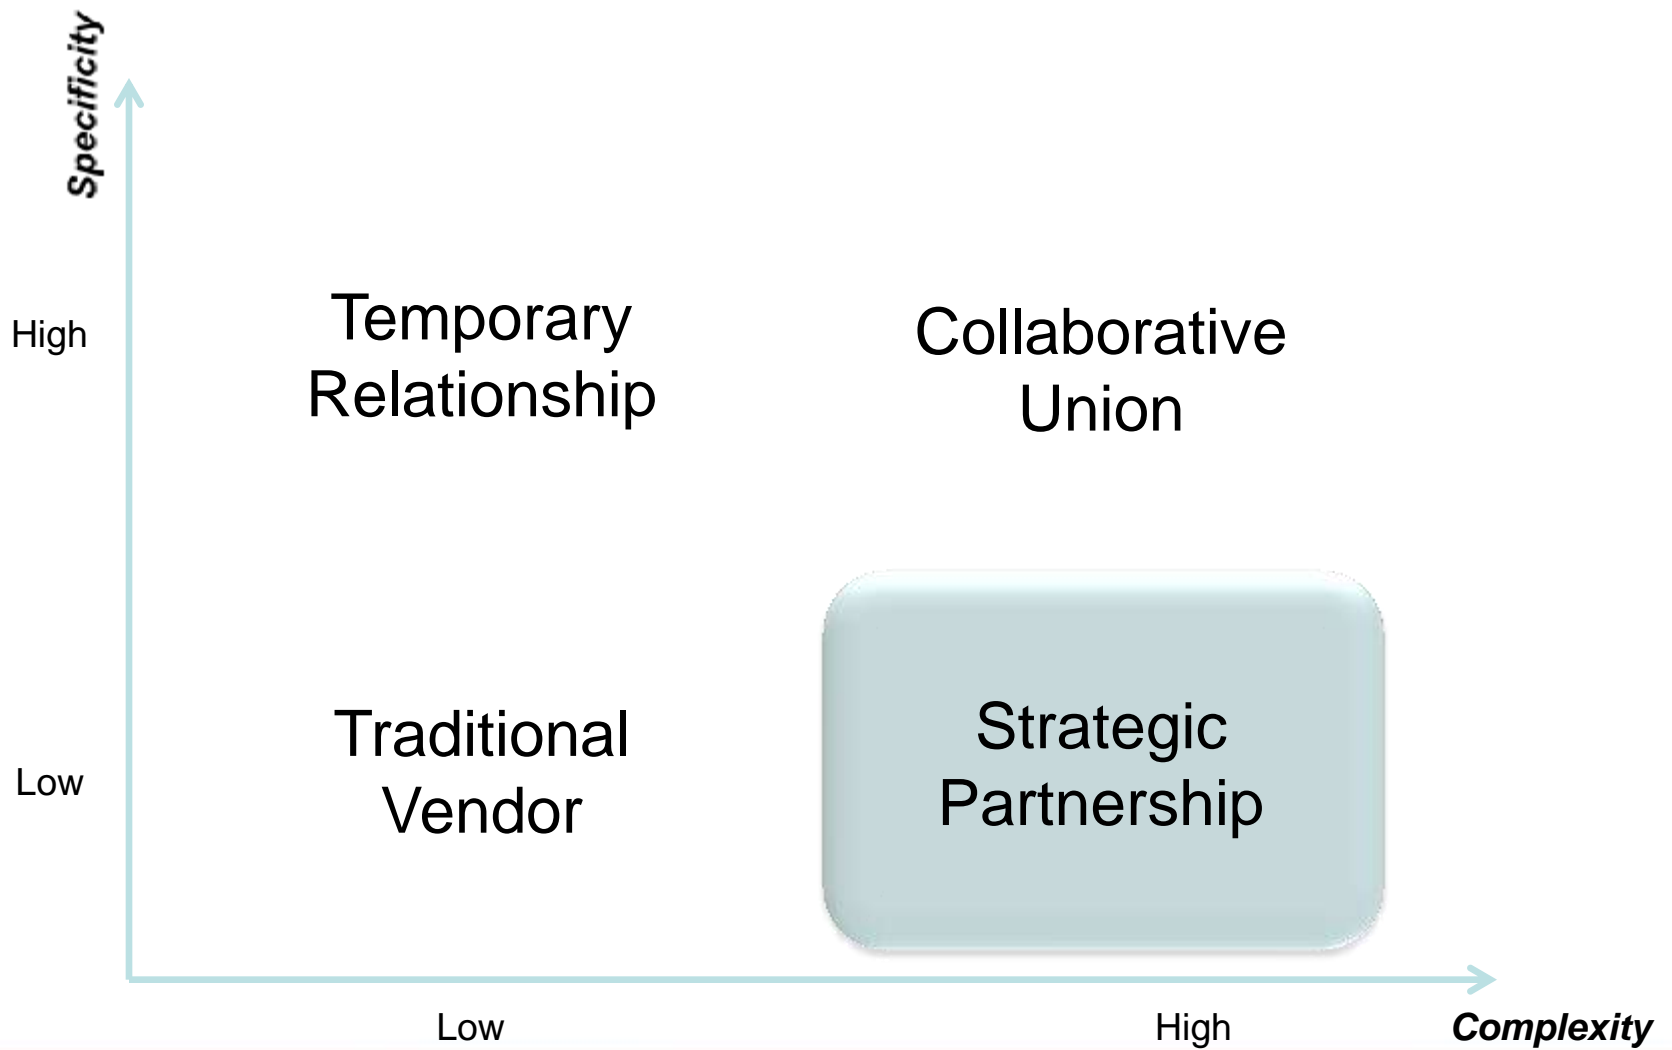 Specificity
High
Temporary
Relationship
Collaborative
Union
Low
Traditional
Vendor
Strategic
Partnership
Low
High
Complexity